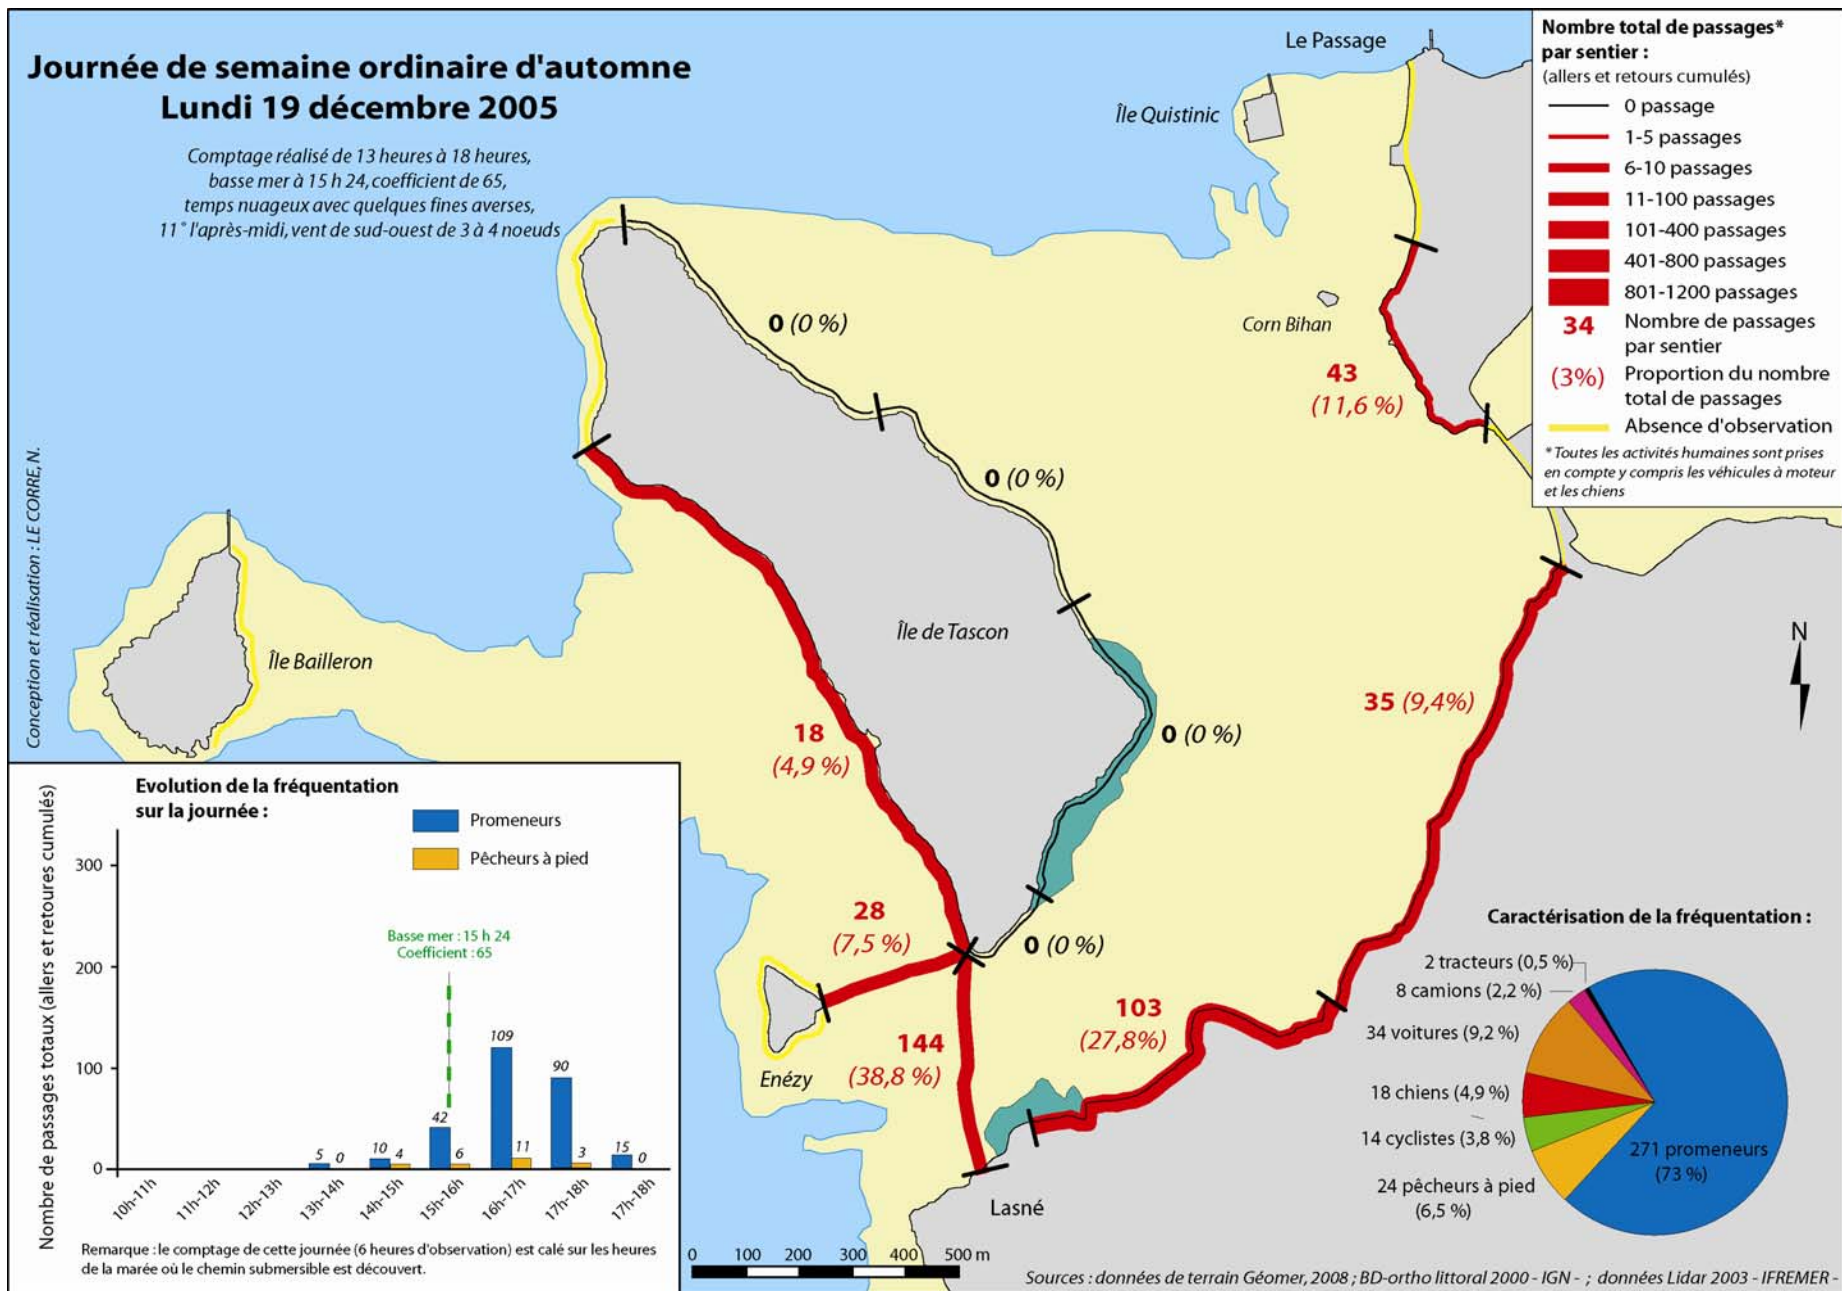 Journée de semaine ordinaire d'automne
Lundi 19 décembre 2005
Comptage réalisé de 13 heures à 18 heures,
basse mer à 15 h 24, coefficient de 65,
temps nuageux avec quelques fines averses,
11° l'après-midi, vent de sud-ouest de 3 à 4 noeuds
Conception et réalisation : LE CORRE, N.
Le Passage
Île Quistinic
Corn Bihan
Île de Tascon
Île Bailleron
Enézy
Lasné
0 (0 %)
0 (0 %)
0 (0 %)
0 (0 %)
43
(11,6 %)
35 (9,4%)
18
(4,9 %)
28
(7,5 %)
144
(38,8 %)
103
(27,8%)
N
Nombre total de passages*
par sentier :
(allers et retours cumulés)
0 passage
1-5 passages
6-10 passages
11-100 passages
101-400 passages
401-800 passages
801-1200 passages
34 Nombre de passages
par sentier
(3%) Proportion du nombre
total de passages
Absence d'observation
* Toutes les activités humaines sont prises
en compte y compris les véhicules à moteur
et les chiens
Evolution de la fréquentation
sur la journée :
Promeneurs
Pêcheurs à pied
Nombre de passages totaux (allers et retoures cumulés)
300
200
100
0
Basse mer : 15 h 24
Coefficient : 65
5 0 10 4 42 6 109 11 90 3 15 0
10h-11h 11h-12h 12h-13h 13h-14h 14h-15h 15h-16h 16h-17h 17h-18h 17h-18h
Remarque : le comptage de cette journée (6 heures d'observation) est calé sur les heures
de la marée où le chemin submersible est découvert.
0 100 200 300 400 500 m
Caractérisation de la fréquentation :
2 tracteurs (0,5 %)
8 camions (2,2 %)
34 voitures (9,2 %)
18 chiens (4,9 %)
14 cyclistes (3,8 %)
24 pêcheurs à pied
(6,5 %)
271 promeneurs
(73 %)
Sources : données de terrain Géomer, 2008 ; BD-ortho littoral 2000 - IGN - ; données Lidar 2003 - IFREMER -